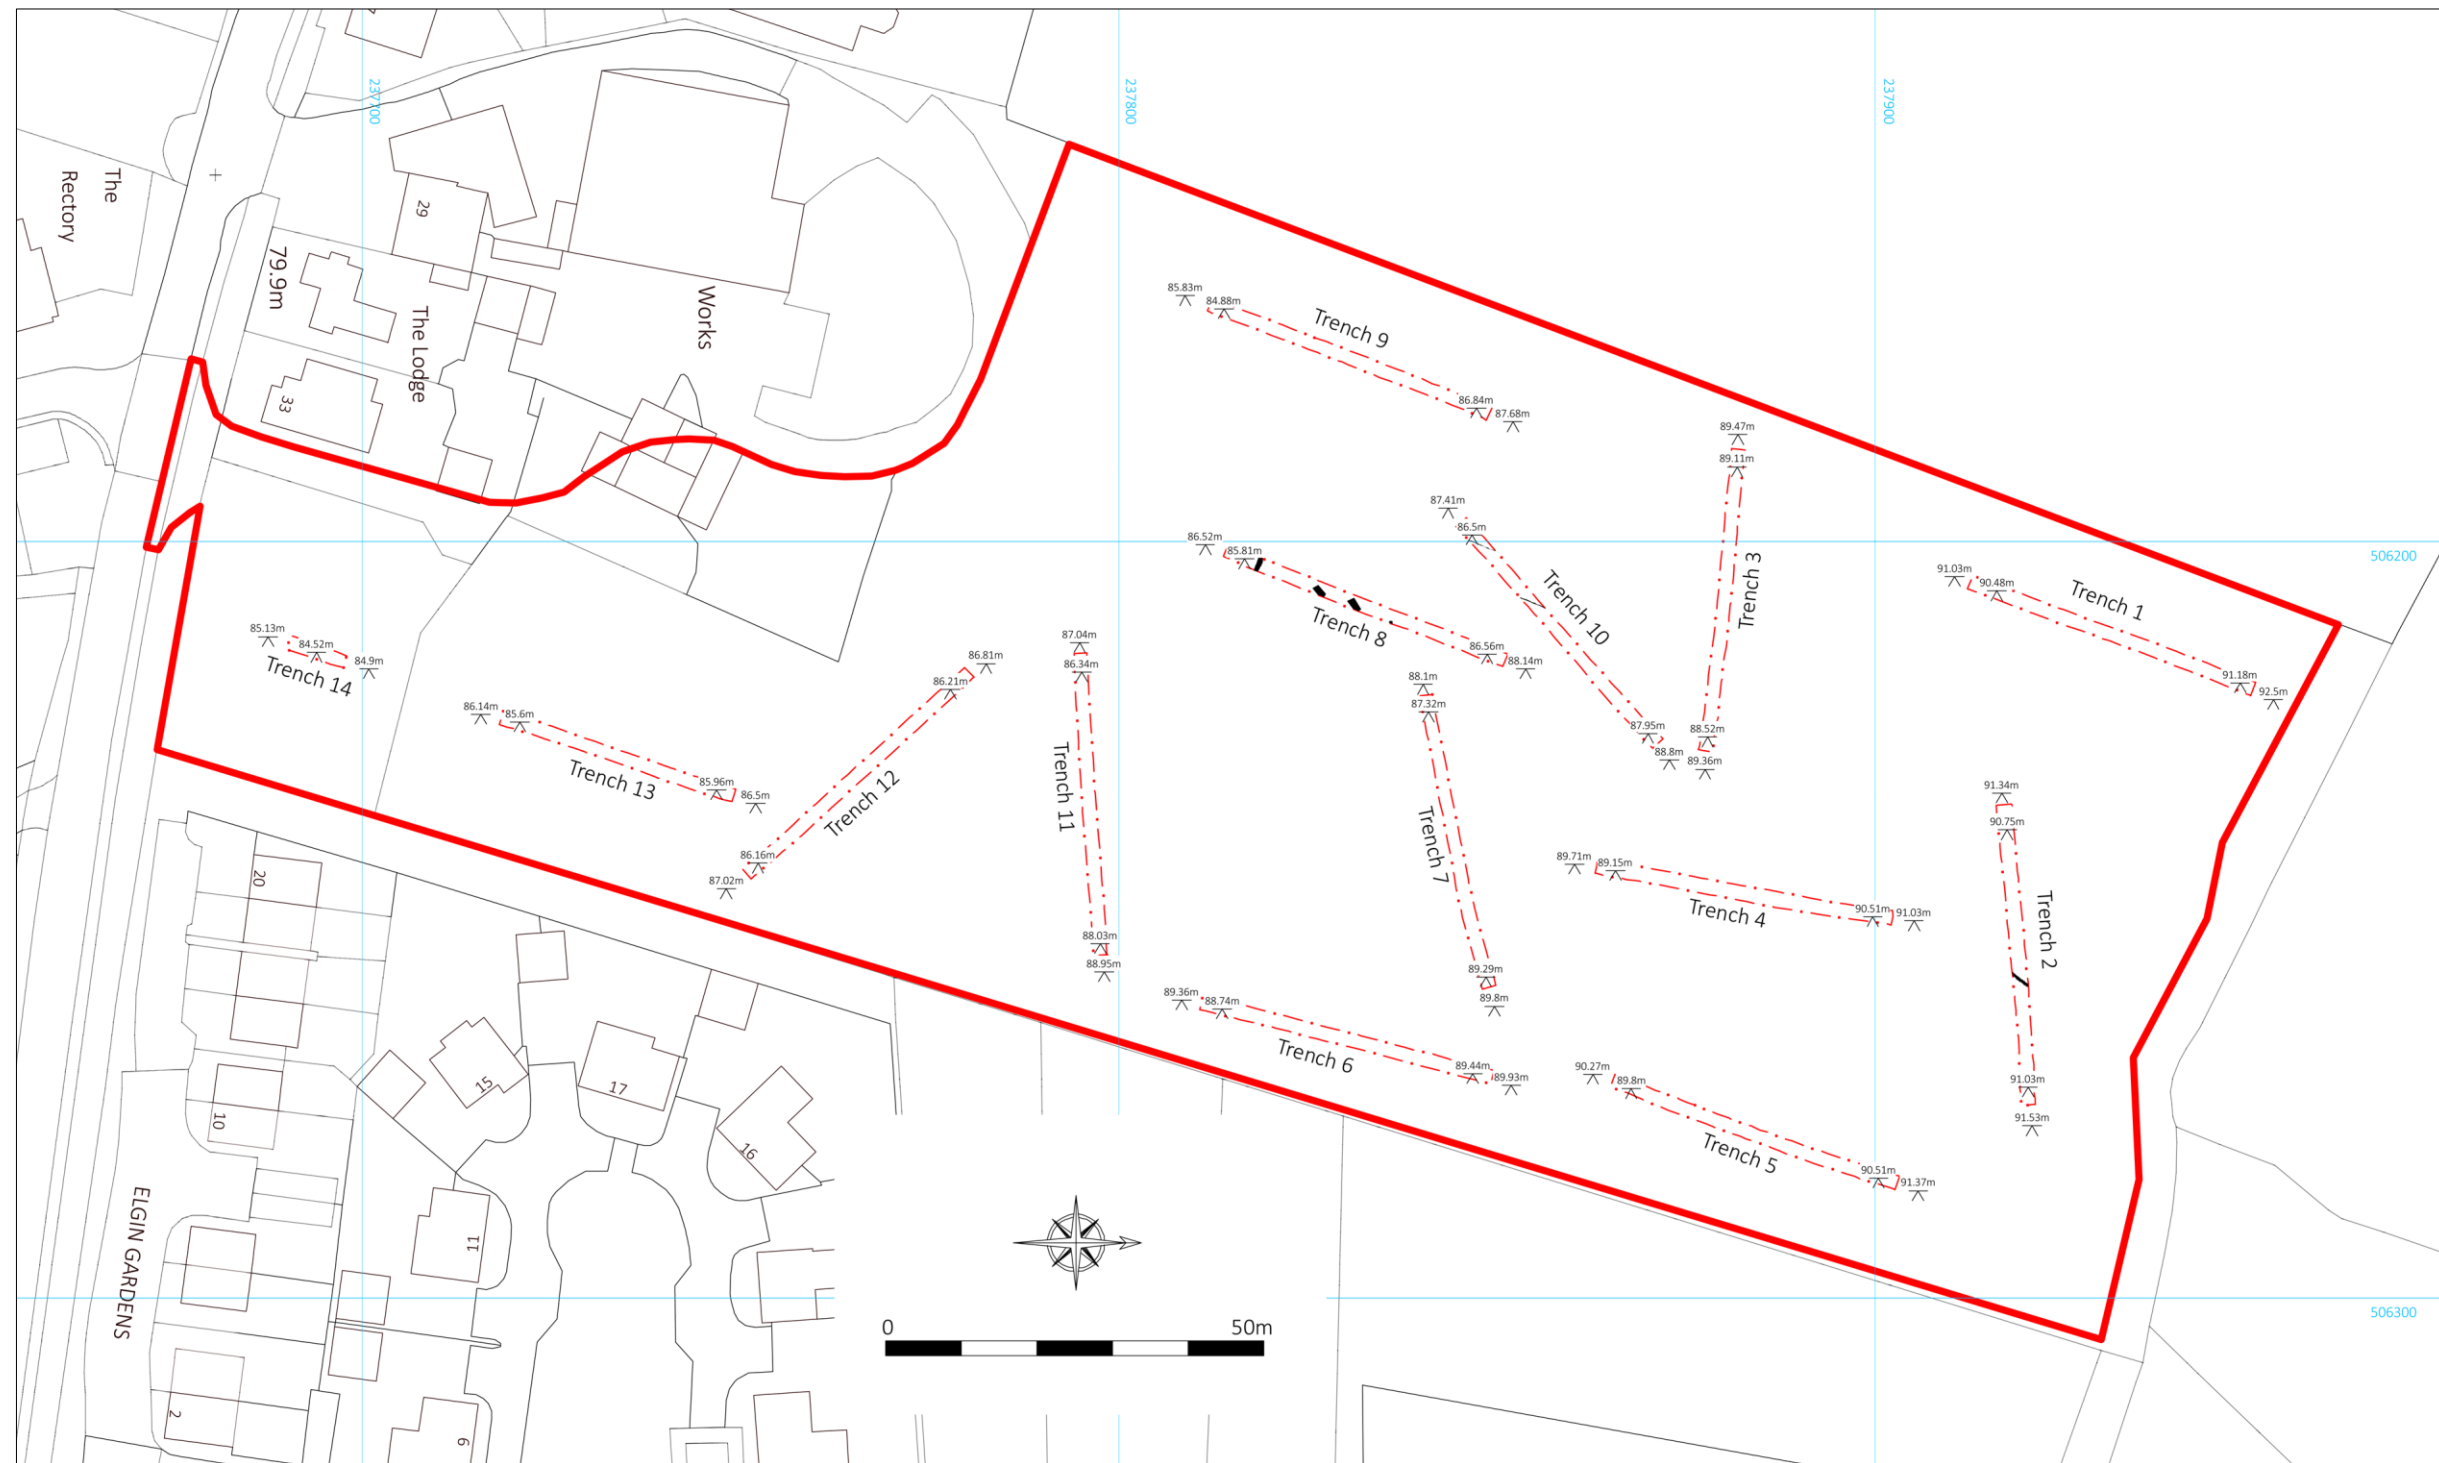 237700
237800
237900
The
Rectory
29
79.9m
The Lodge
33
Works
85.83m
84.88m
Trench 9
86.84m
87.68m
89.47m
89.11m
Trench 3
88.52m
89.36m
87.41m
86.5m
Trench 10
87.95m
88.8m
86.52m
85.81m
Trench 8
86.56m
88.14m
506200
91.03m
90.48m
Trench 1
91.18m
92.5m
85.13m
84.52m
84.9m
Trench 14
86.14m
85.6m
Trench 13
85.96m
86.5m
86.81m
86.21m
Trench 12
86.16m
87.02m
87.04m
86.34m
Trench 11
88.03m
88.95m
88.1m
87.32m
Trench7
89.29m
89.8m
91.34m
90.75m
Trench 2
91.03m
91.53m
89.71m
89.15m
Trench 4
90.51m
91.03m
89.36m
88.74m
Trench 6
89.44m
89.93m
90.27m
89.8m
Trench 5
90.51m
91.37m
20
10
15
17
16
11
ELGIN GARDENS
2
6
506300
0
50m